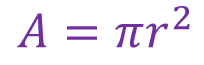 A = πr²